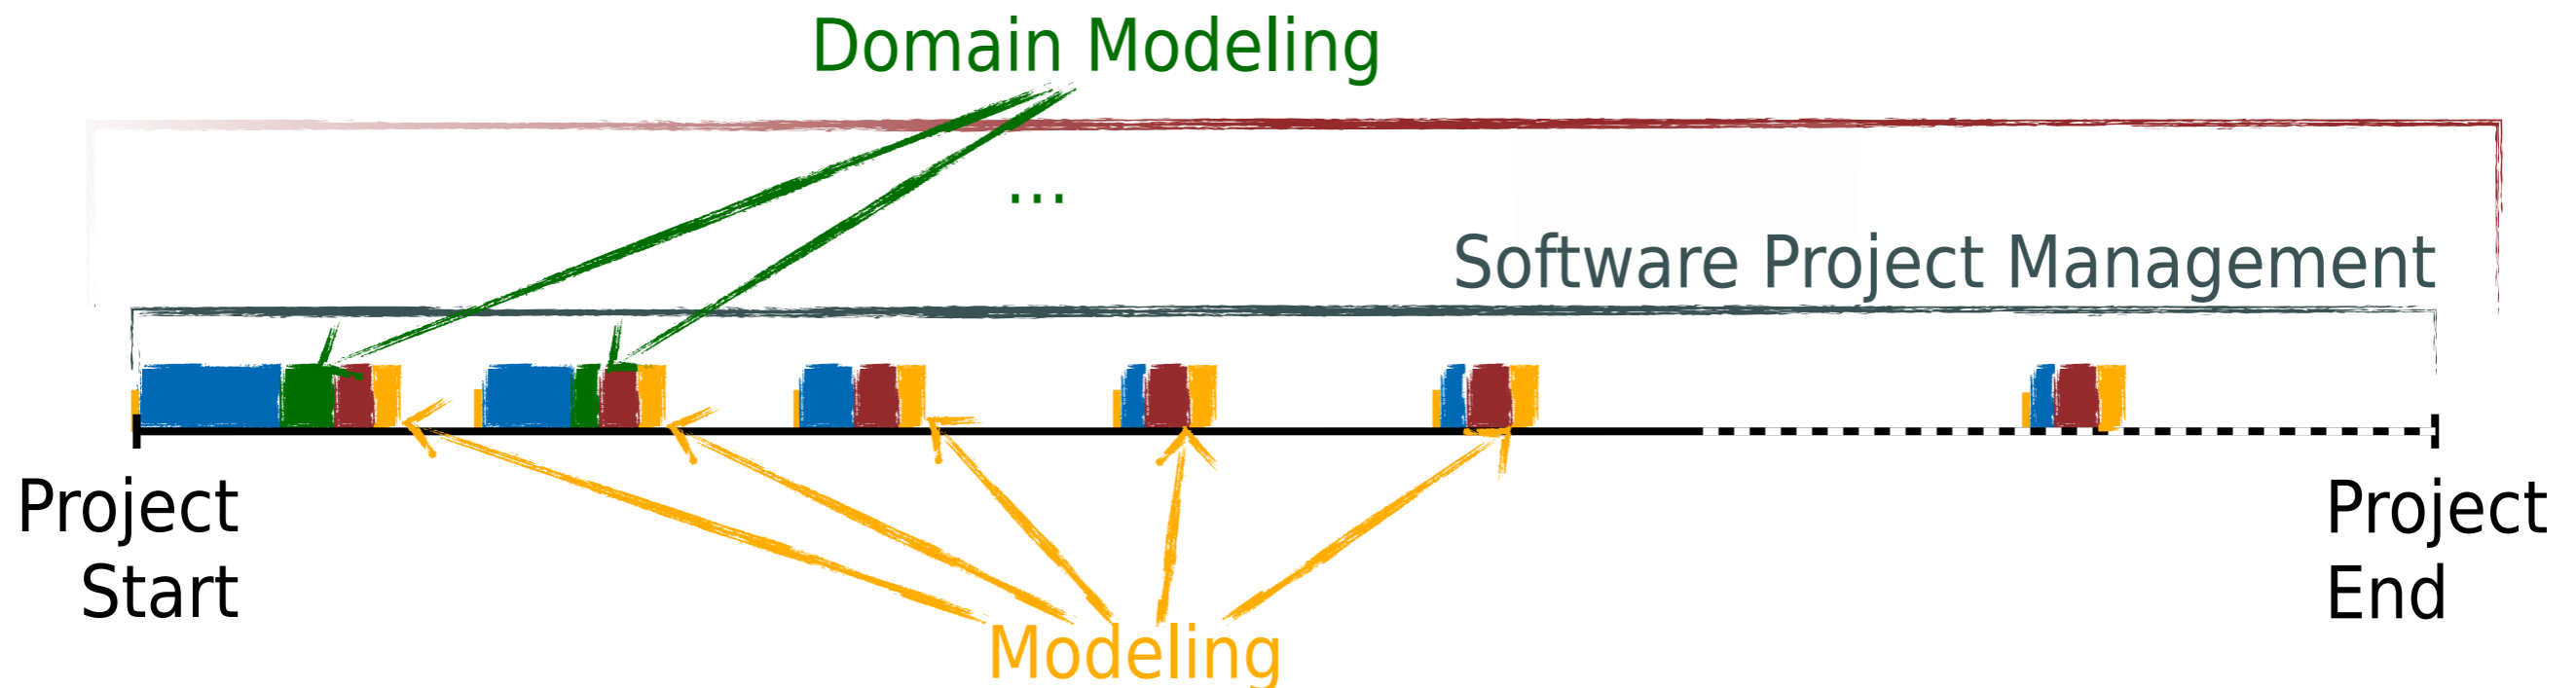 Domain Modeling
...
Software Project Management
Project
Start
Project
End
Modeling